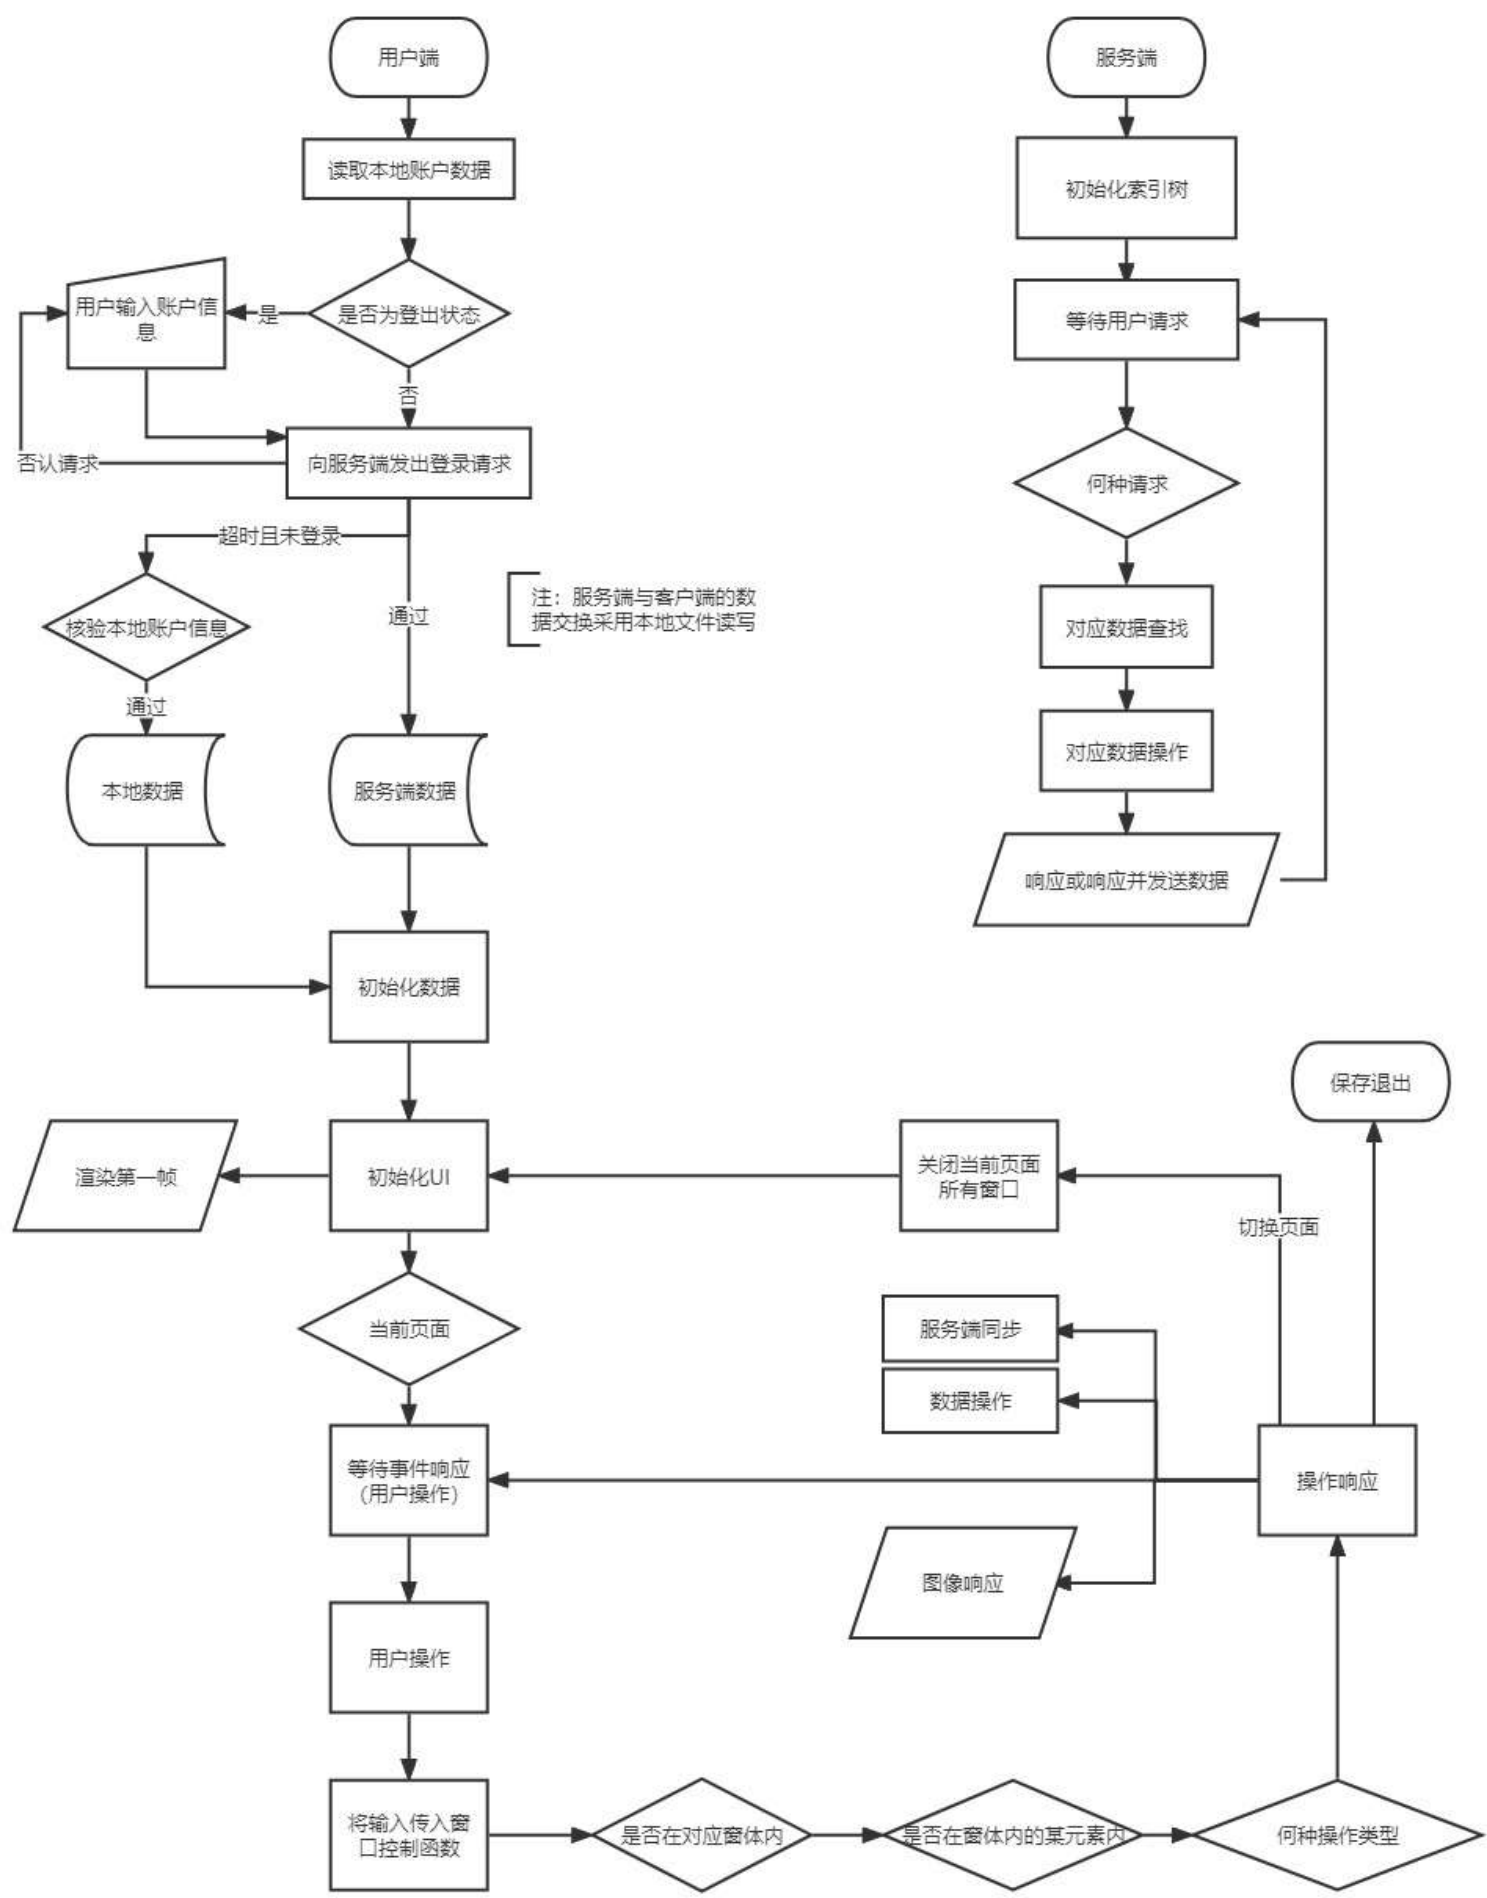 用户端
服务端
读取本地账户数据
初始化索引树
用户输入账户信
息
是
是否为登出状态
等待用户请求
否
否认请求
向服务端发出登录请求
何种请求
超时且未登录
注：服务端与客户端的数
据交换采用本地文件读写
通过
核验本地账户信息
对应数据查找
通过
对应数据操作
本地数据
服务端数据
响应或响应并发送数据
初始化数据
保存退出
渲染第一帧
初始化UI
关闭当前页面
所有窗口
切换页面
当前页面
服务端同步
数据操作
等待事件响应
（用户操作）
操作响应
图像响应
用户操作
将输入传入窗
口控制函数
是否在对应窗体内
是否在窗体内的某元素内
何种操作类型